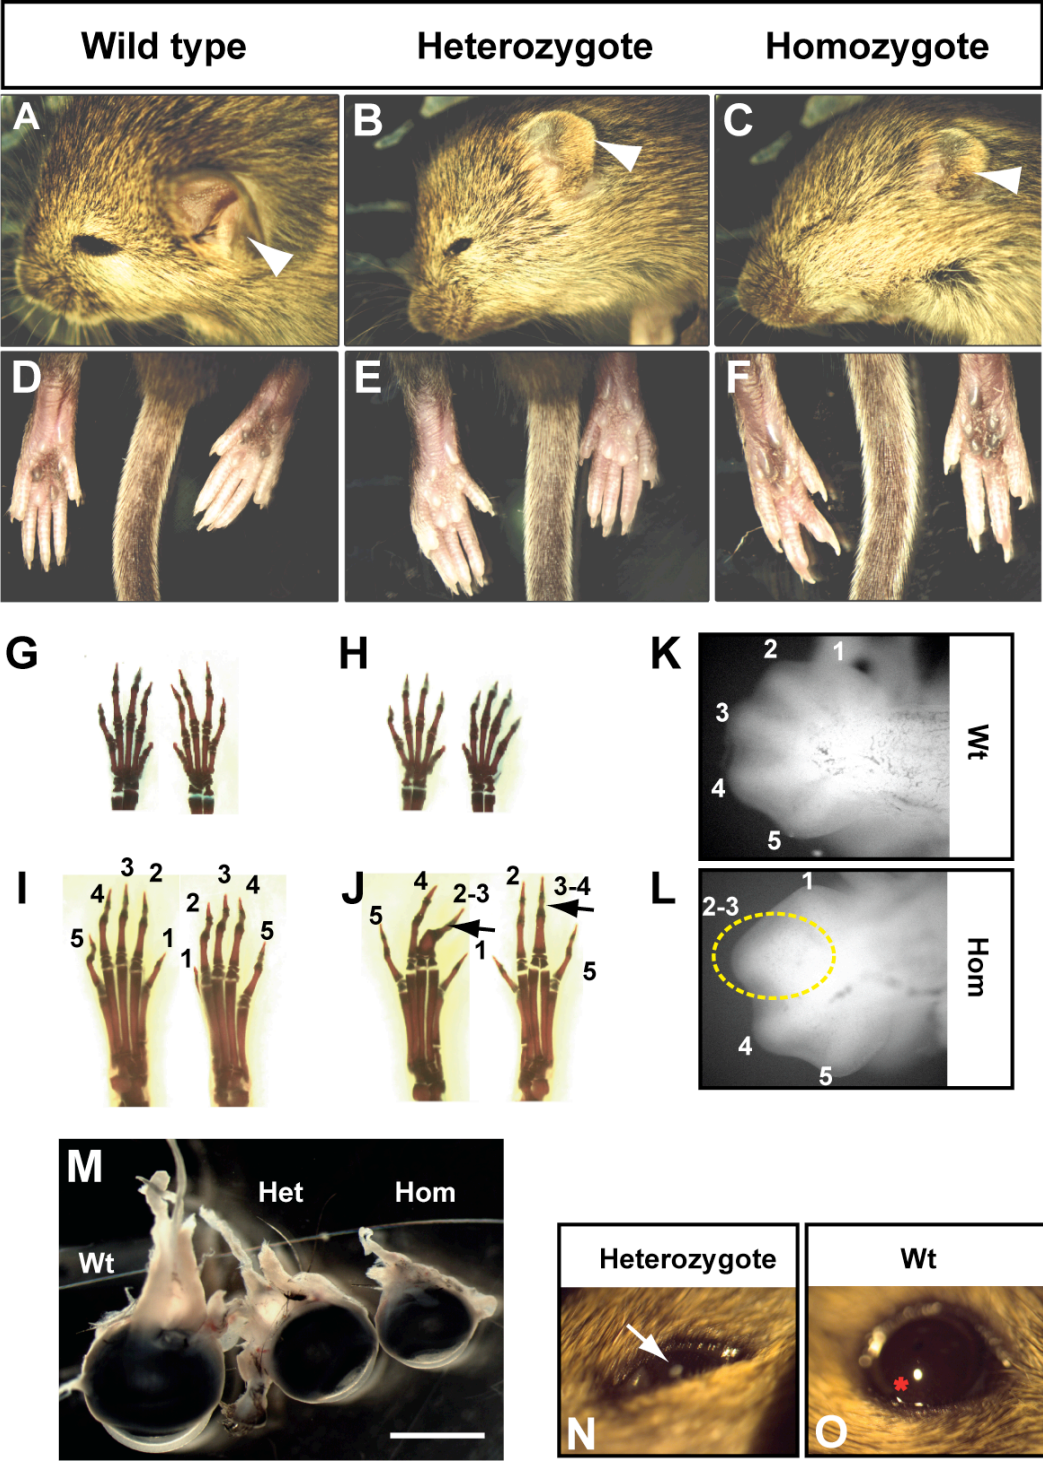 Wild type Heterozygote Homozygote
A B C
D E F
G H K
2 1
3
4
5
Wt
I J L
4 3 2 5 1
2 3 4 1 5
5 4 2-3 1
2 3-4 5
1
2-3
4
5
Hom
M
Wt Het Hom
Heterozygote Wt
*
N O